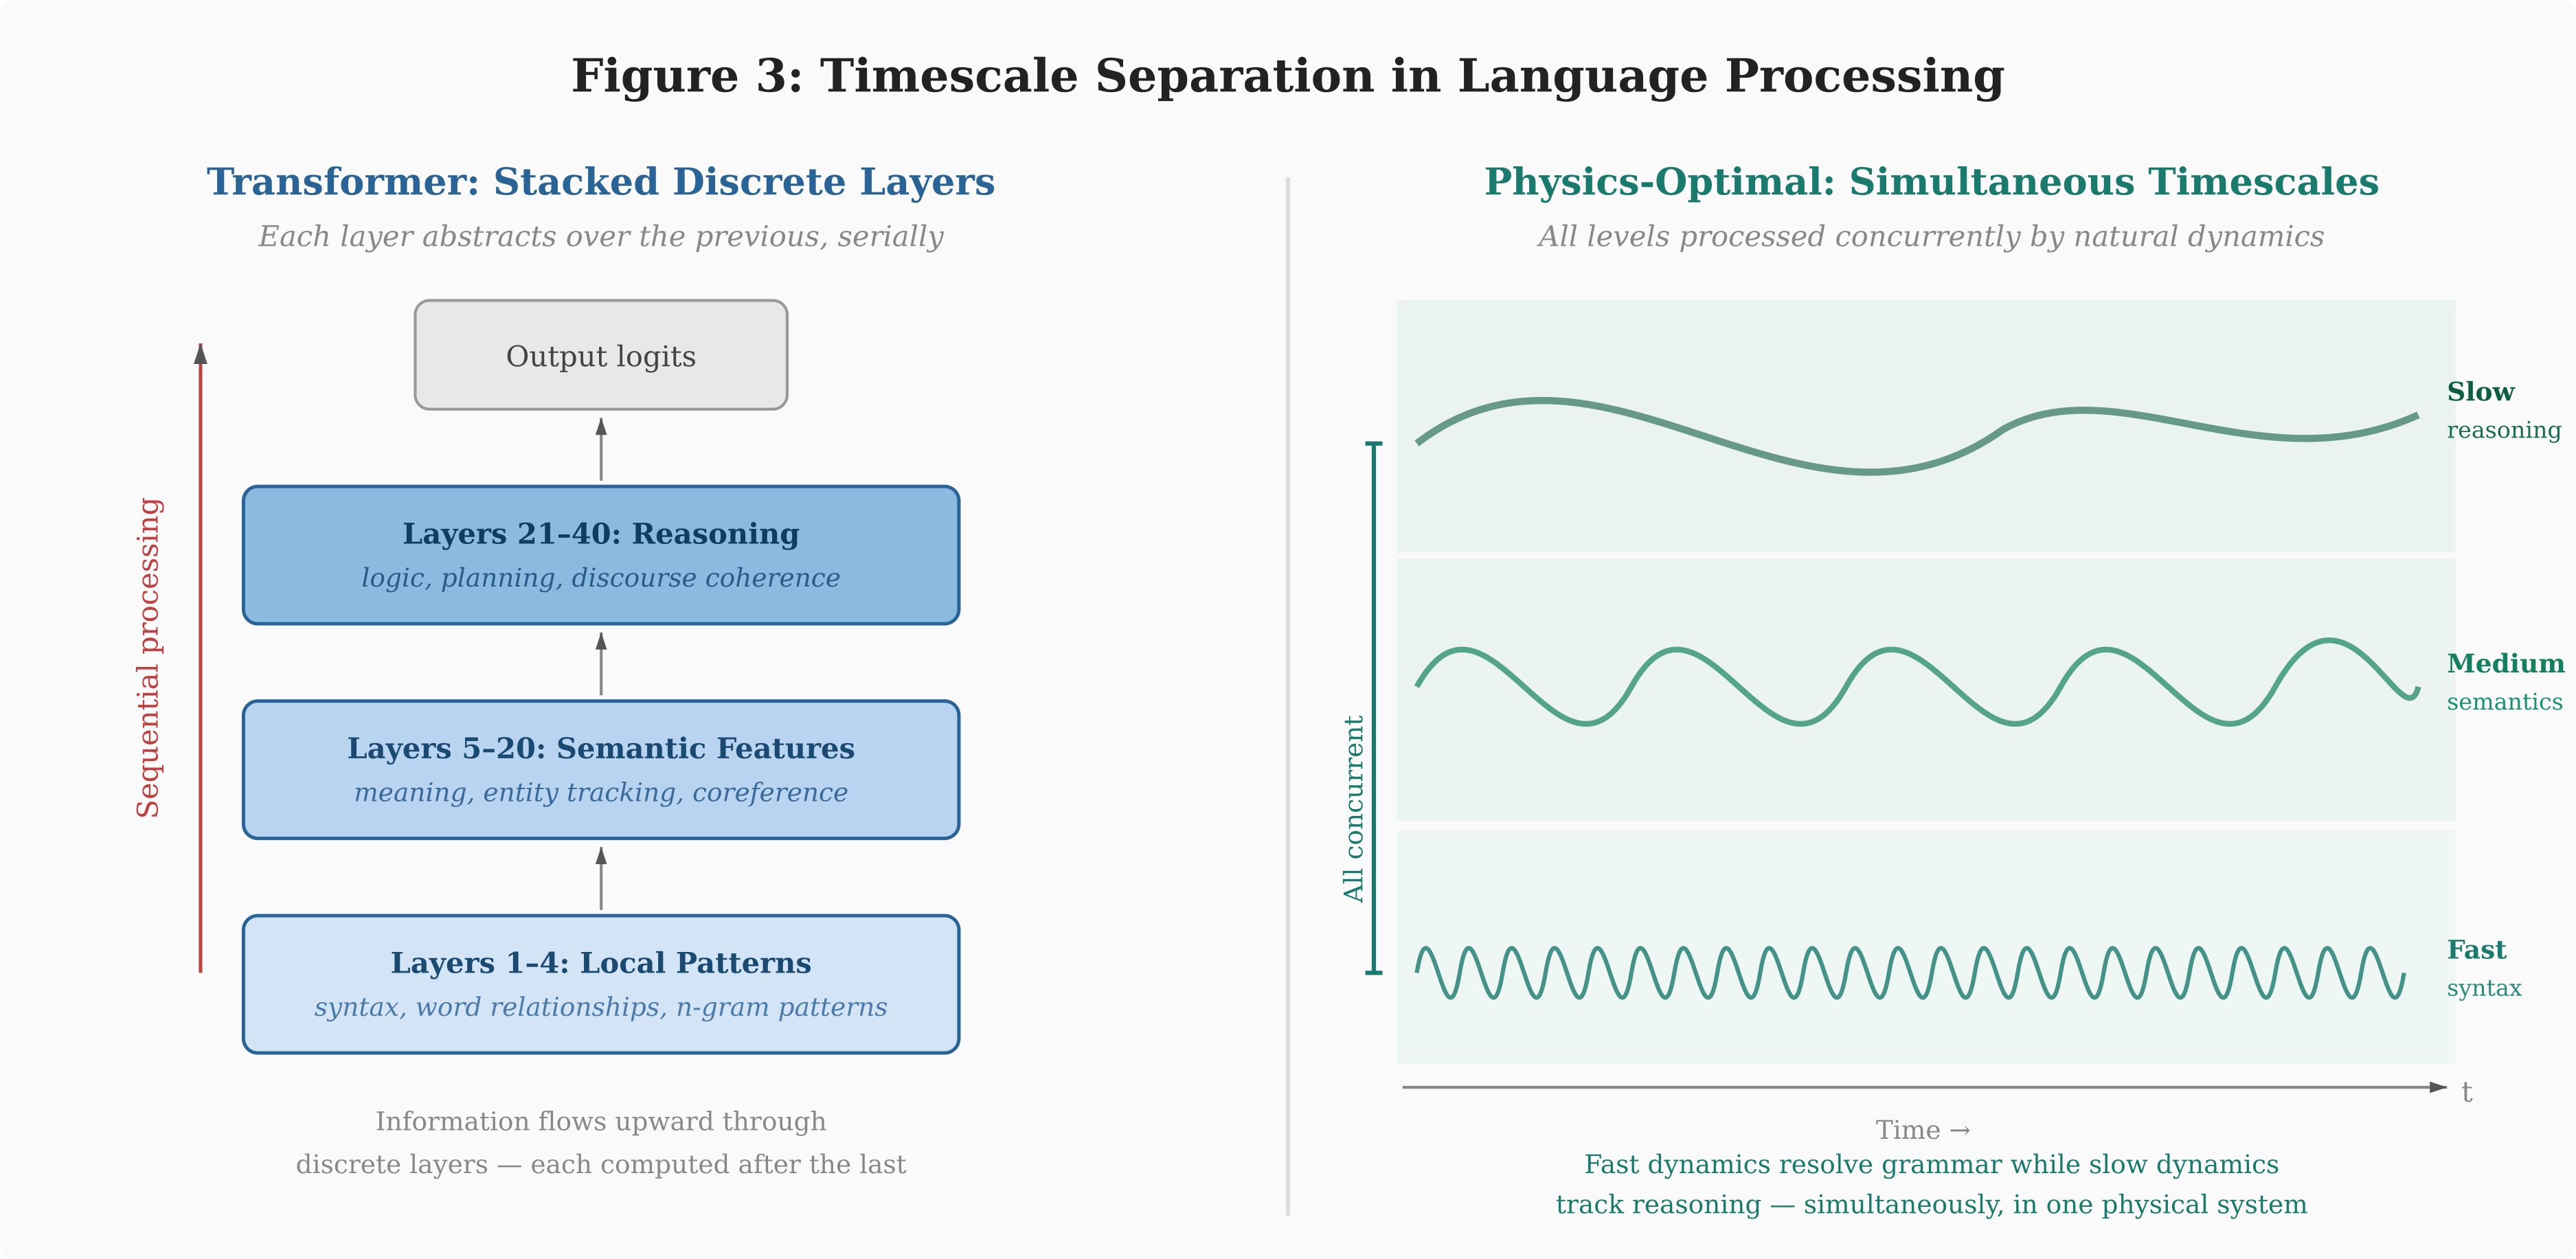 Figure 3: Timescale Separation in Language Processing
Transformer: Stacked Discrete Layers
Each layer abstracts over the previous, serially
Output logits
Layers 21–40: Reasoning
logic, planning, discourse coherence
Layers 5–20: Semantic Features
meaning, entity tracking, coreference
Layers 1–4: Local Patterns
syntax, word relationships, n-gram patterns
Sequential processing
Information flows upward through
discrete layers — each computed after the last
Physics-Optimal: Simultaneous Timescales
All levels processed concurrently by natural dynamics
Slow
reasoning
Medium
semantics
Fast
syntax
All concurrent
t
Time →
Fast dynamics resolve grammar while slow dynamics
track reasoning — simultaneously, in one physical system